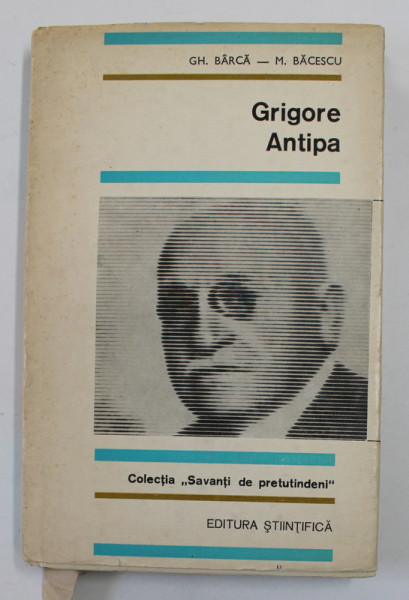 GH. BÂRCĂ — M. BĂCESCU
Grigore
Antipa
Colecția „Savanți de pretutindeni“
EDITURA ȘTIINȚIFICĂ